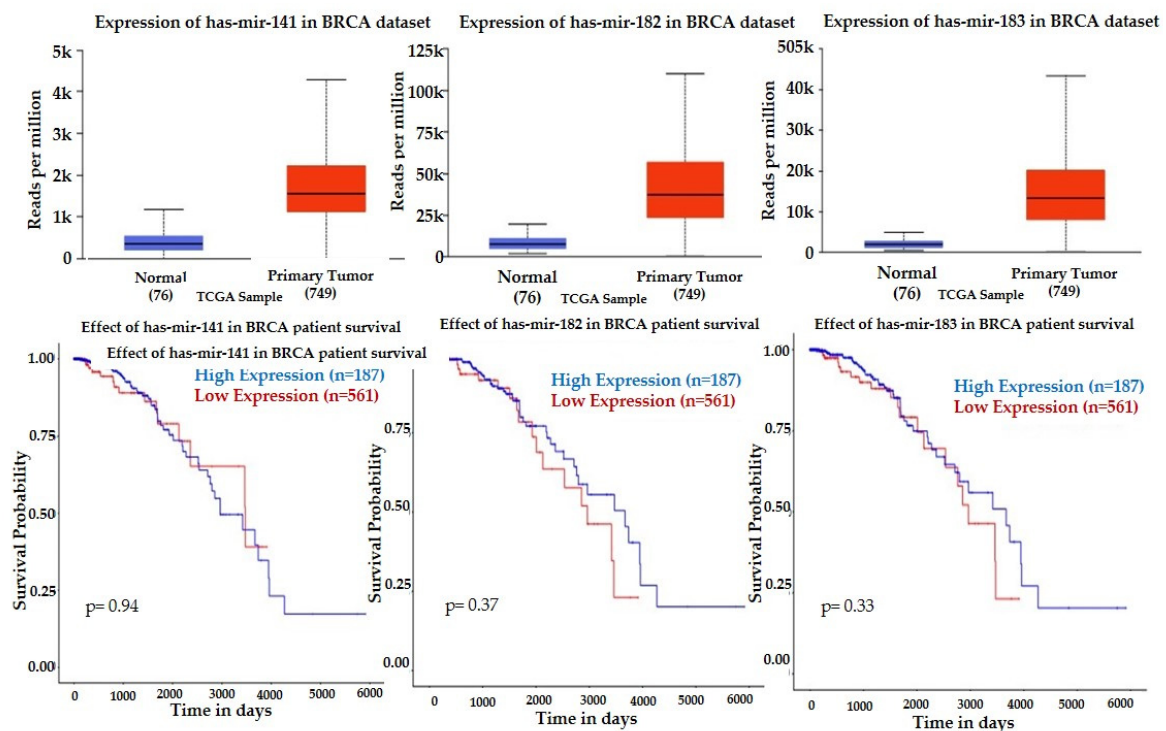 Expression of has-mir-141 in BRCA dataset
Reads per million
5k
4k
3k
2k
1k
0
Normal
(76)
TCGA Sample
Primary Tumor
(749)
Expression of has-mir-182 in BRCA dataset
Reads per million
125k
100k
75k
50k
25k
0
Normal
(76)
TCGA Sample
Primary Tumor
(749)
Expression of has-mir-183 in BRCA dataset
Reads per million
505k
40k
30k
20k
10k
0
Normal
(76)
TCGA Sample
Primary Tumor
(749)
Effect of has-mir-141 in BRCA patient survival
Effect of has-mir-141 in BRCA patient survival
High Expression (n=187)
Low Expression (n=561)
Survival Probability
1.00
0.75
0.50
0.25
0.00
p= 0.94
0 1000 2000 3000 4000 5000 6000
Time in days
Effect of has-mir-182 in BRCA patient survival
High Expression (n=187)
Low Expression (n=561)
Survival Probability
1.00
0.75
0.50
0.25
0.00
p= 0.37
0 1000 2000 3000 4000 5000 6000
Time in days
Effect of has-mir-183 in BRCA patient survival
High Expression (n=187)
Low Expression (n=561)
Survival Probability
1.00
0.75
0.50
0.25
0.00
p= 0.33
0 1000 2000 3000 4000 5000 6000
Time in days